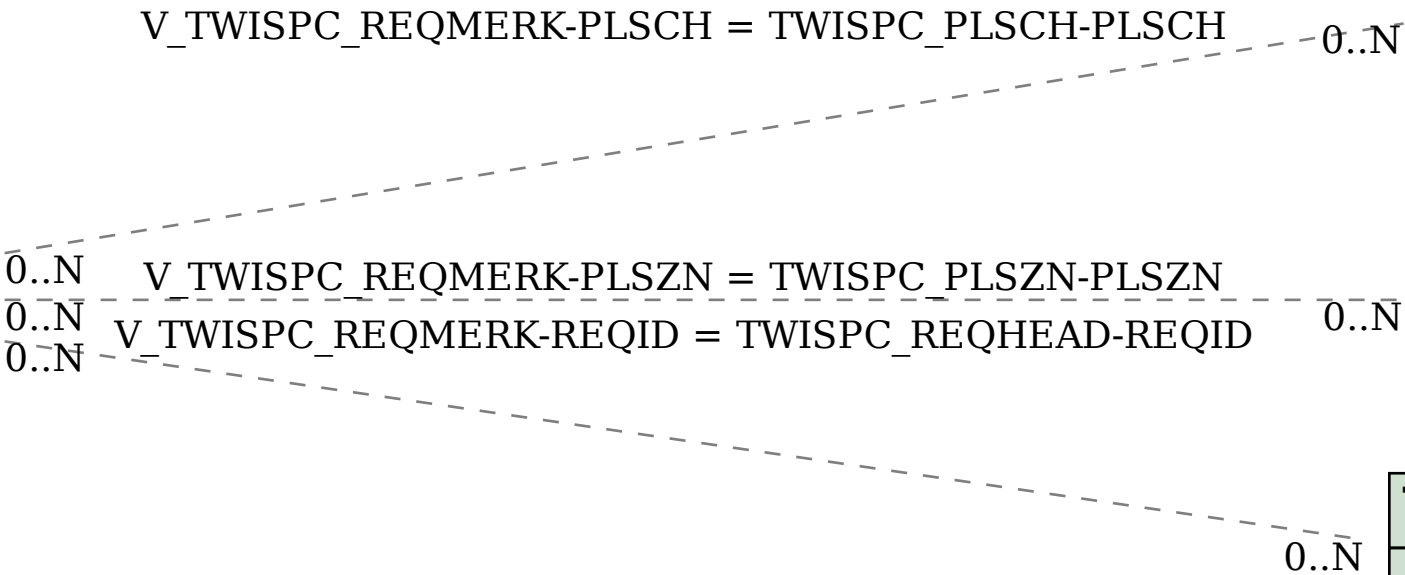 V_TWISPC_REQMERK-PLSCH = TWISPC_PLSCH-PLSCH
0..N
0..N
V_TWISPC_REQMERK-PLSZN = TWISPC_PLSZN-PLSZN
0..N
0..N
V_TWISPC_REQMERK-REQID = TWISPC_REQHEAD-REQID
0..N
0..N